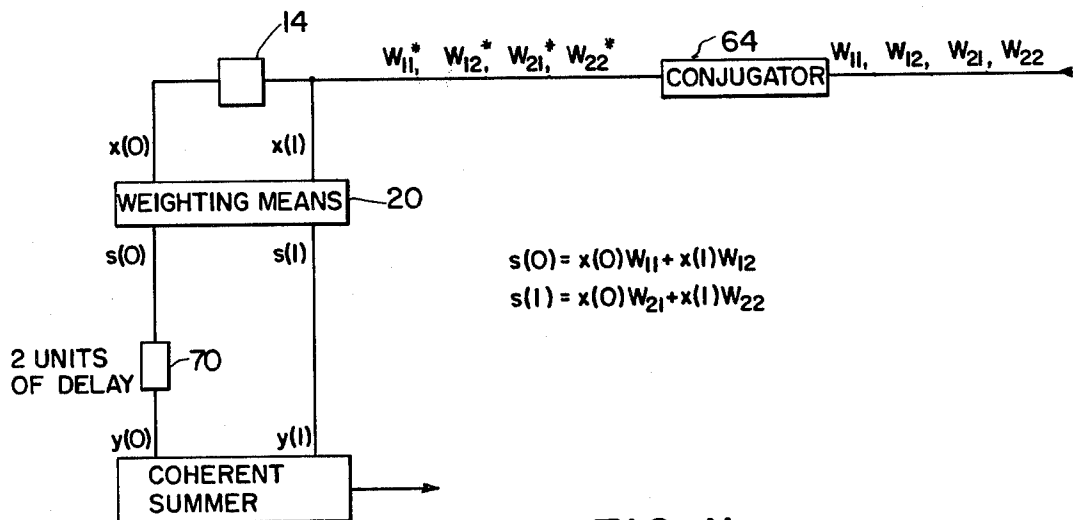 14
64
W11,* W12,* W21,* W22*
CONJUGATOR
W11, W12, W21, W22
x(0)
x(1)
WEIGHTING MEANS
20
s(0)
s(1)
s(0) = x(0)W11 + x(1)W12
s(1) = x(0)W21+x(1)W22
2 UNITS
OF DELAY
70
y(0)
y(1)
COHERENT
SUMMER